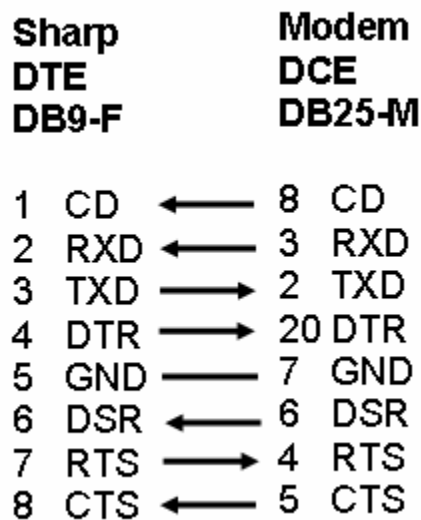 Sharp Modem
DTE DCE
DB9-F DB25-M
1 CD 8 CD
2 RXD 3 RXD
3 TXD 2 TXD
4 DTR 20 DTR
5 GND 7 GND
6 DSR 6 DSR
7 RTS 4 RTS
8 CTS 5 CTS